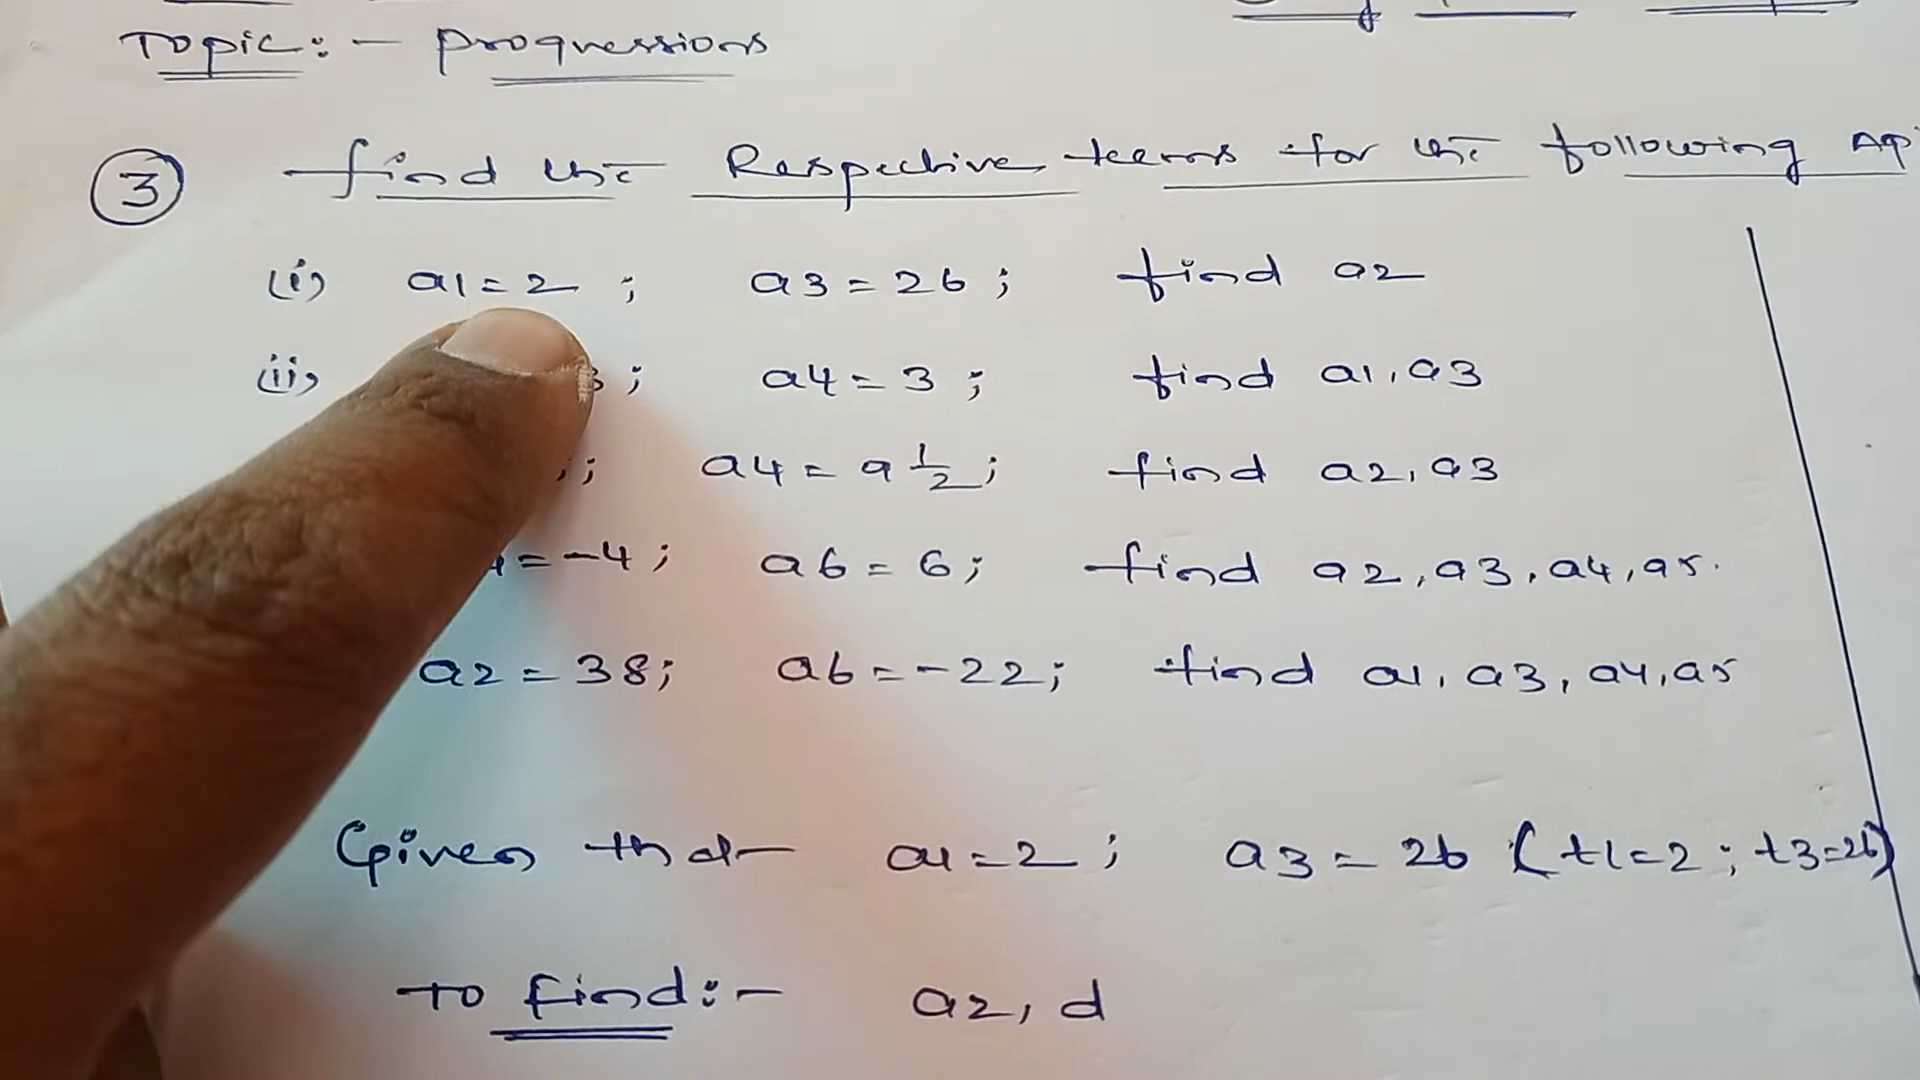 Topic:- progressions
3 find the Respective terms for the following AP
(i) a1=2 ; a3=26 ; find a2
(ii) 3; a4=3 ; find a1,a3
; a4=9 1/2 ; find a2,a3
=-4; a6=6; find a2,a3,a4,a5.
a2=38; a6=-22; find a1,a3,a4,a5
Given that a1=2 ; a3=26 (t1=2 ; t3=26)
To find:- a2, d